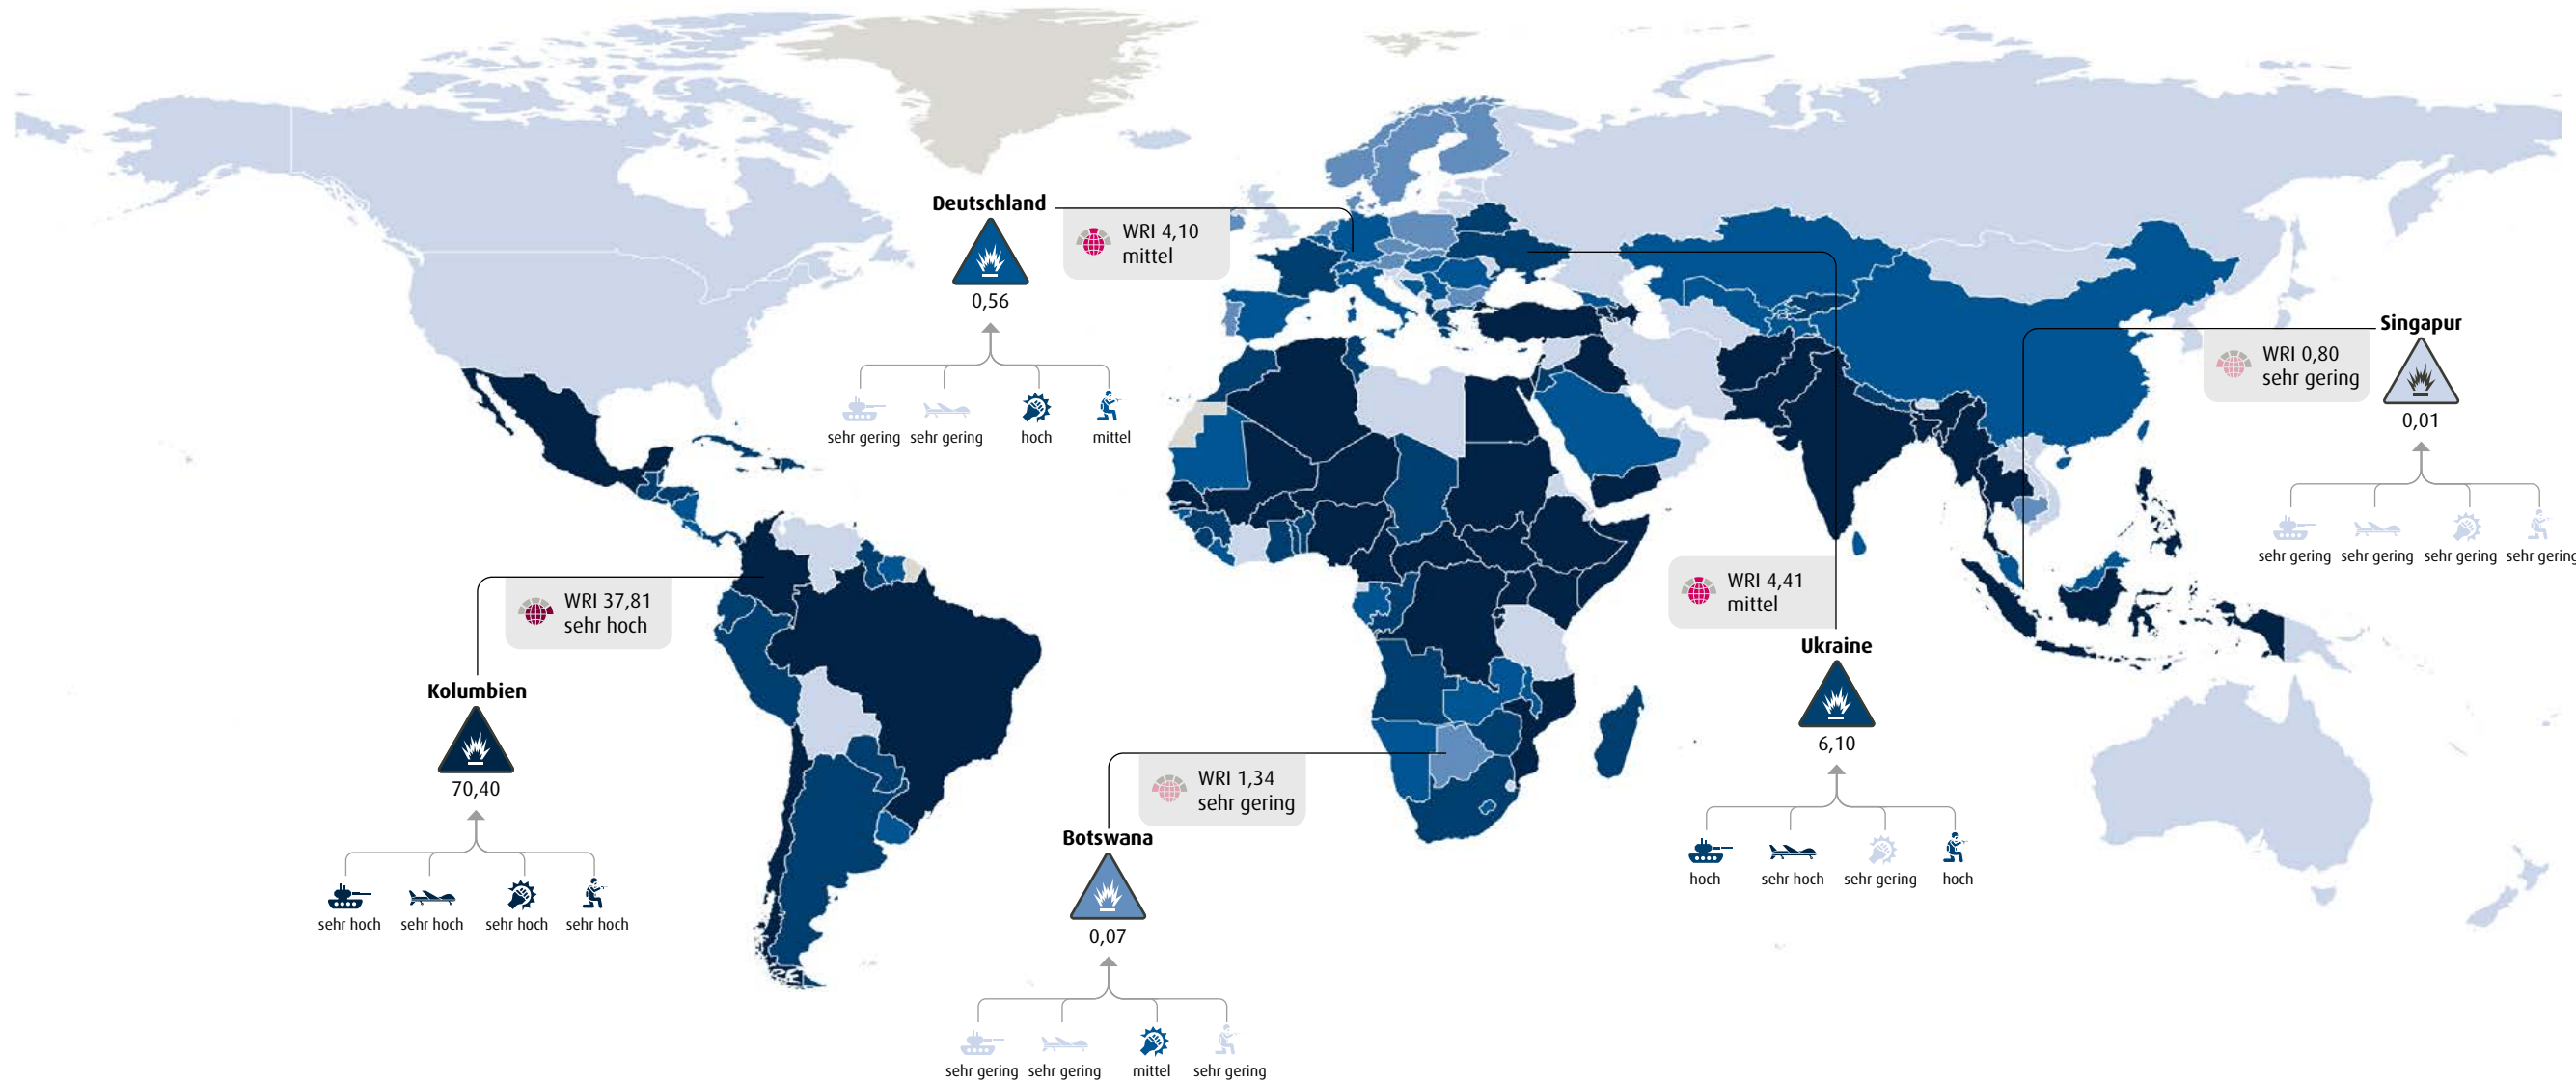 Deutschland
WRI 4,10
mittel
0,56
sehr gering
sehr gering
hoch
mittel
Singapur
WRI 0,80
sehr gering
0,01
sehr gering
sehr gering
sehr gering
sehr gering
WRI 37,81
sehr hoch
Kolumbien
70,40
sehr hoch
sehr hoch
sehr hoch
sehr hoch
WRI 4,41
mittel
Ukraine
6,10
hoch
sehr hoch
sehr gering
hoch
WRI 1,34
sehr gering
Botswana
0,07
sehr gering
sehr gering
mittel
sehr gering